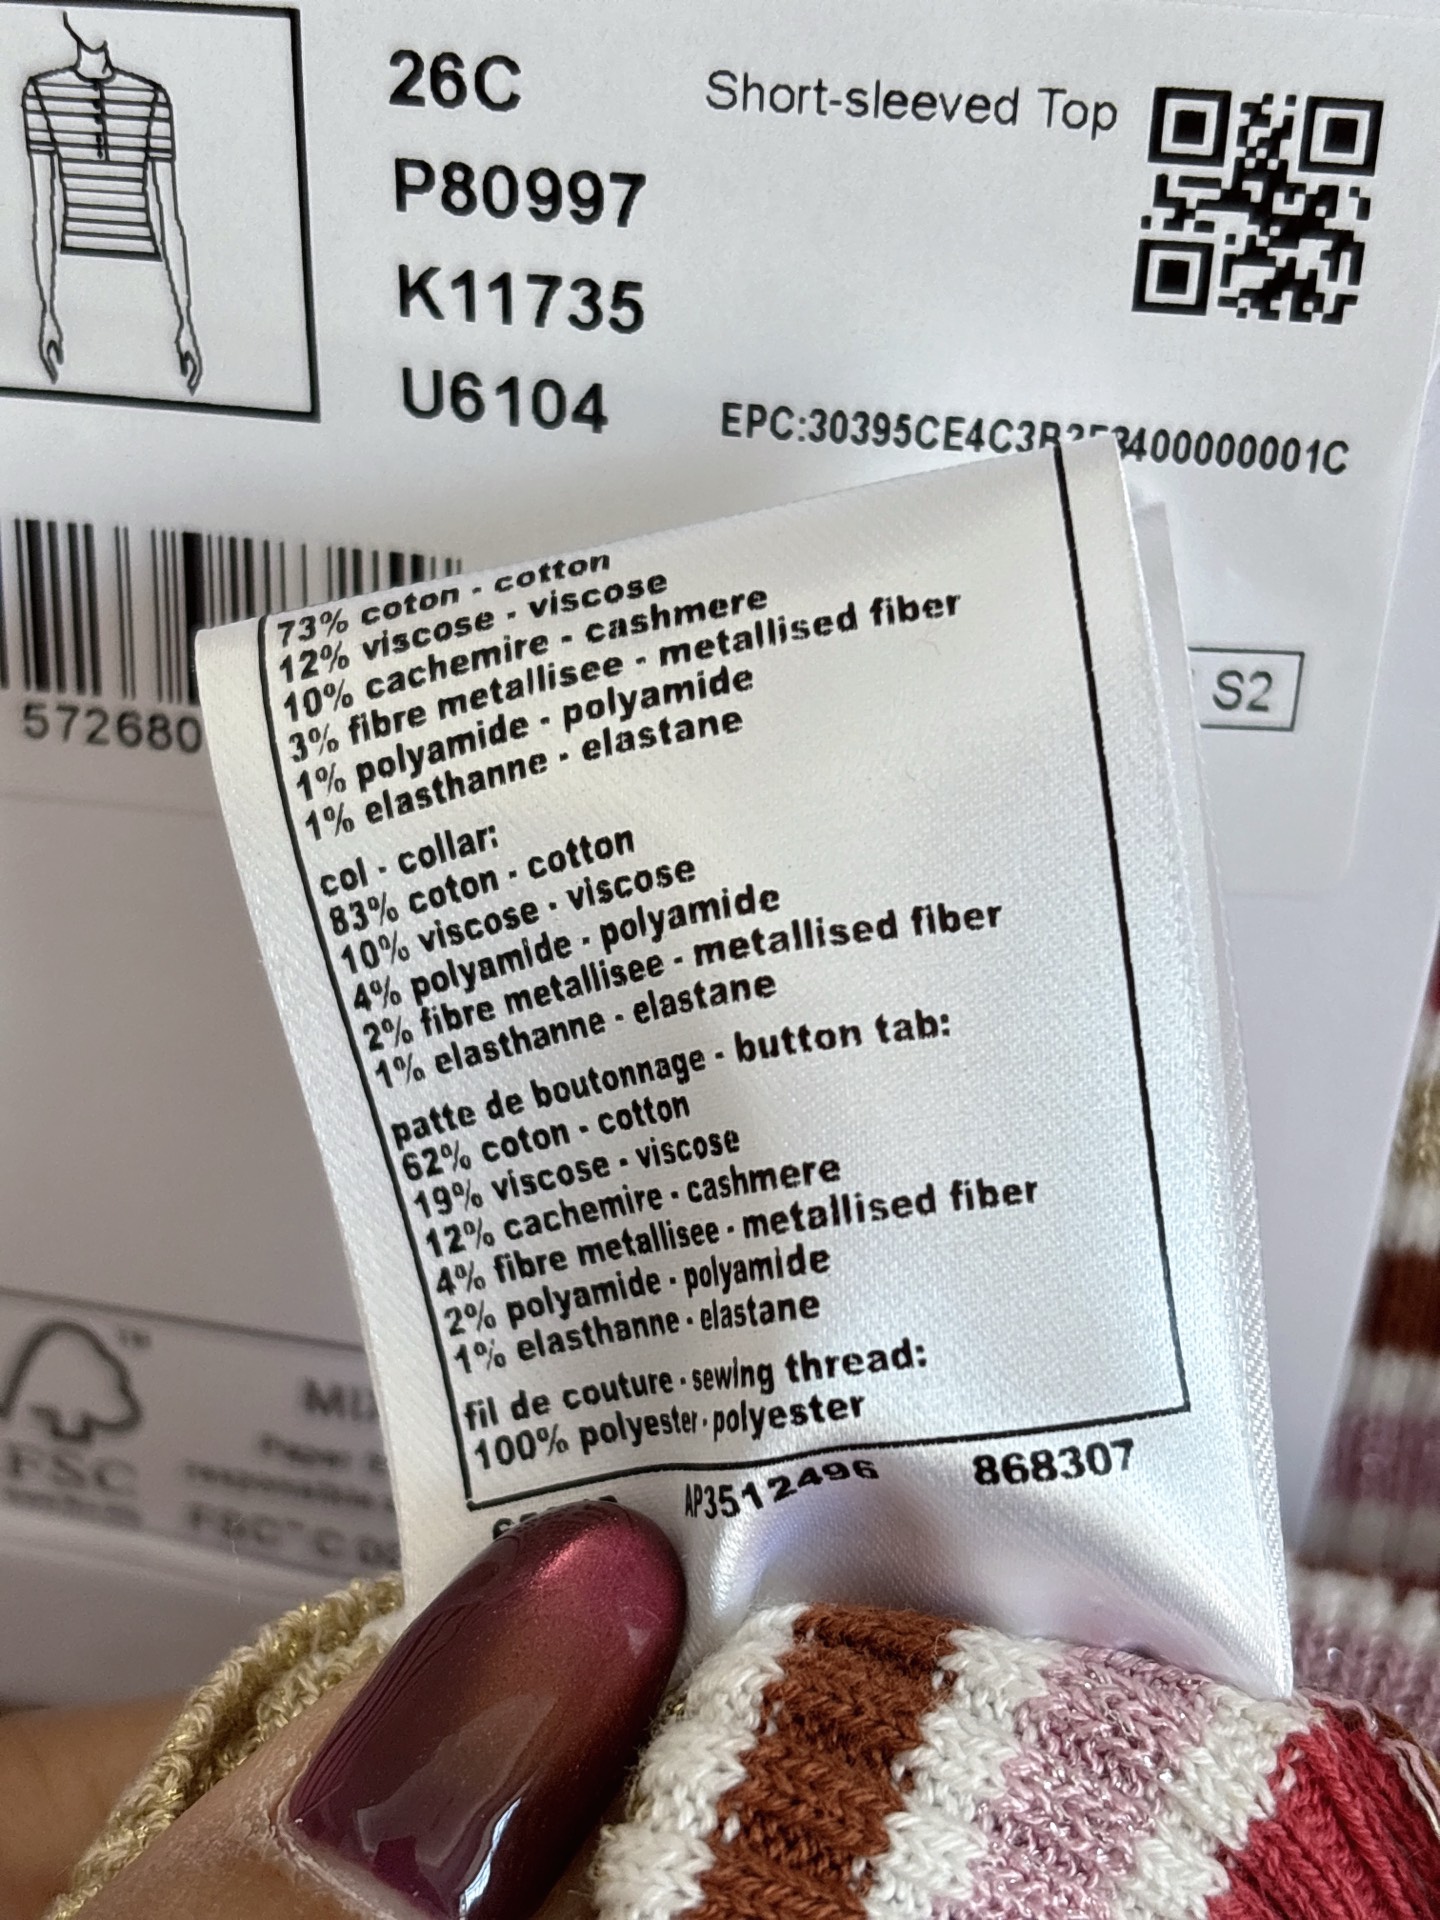 26C
Short-sleeved Top
P80997
K11735
U6104
572680
S2
73% coton - cotton
12% viscose - viscose
10% cachemire - cashmere
3% fibre metallisee - metallised fiber
1% polyamide - polyamide
1% elasthanne - elastane
col - collar:
83% coton - cotton
10% viscose - viscose
4% polyamide - polyamide
2% fibre metallisee - metallised fiber
1% elasthanne - elastane
patte de boutonnage - button tab:
62% coton - cotton
19% viscose - viscose
12% cachemire - cashmere
4% fibre metallisee - metallised fiber
2% polyamide - polyamide
1% elasthanne - elastane
fil de couture - sewing thread:
100% polyester - polyester
AP3512496 868307
FSC